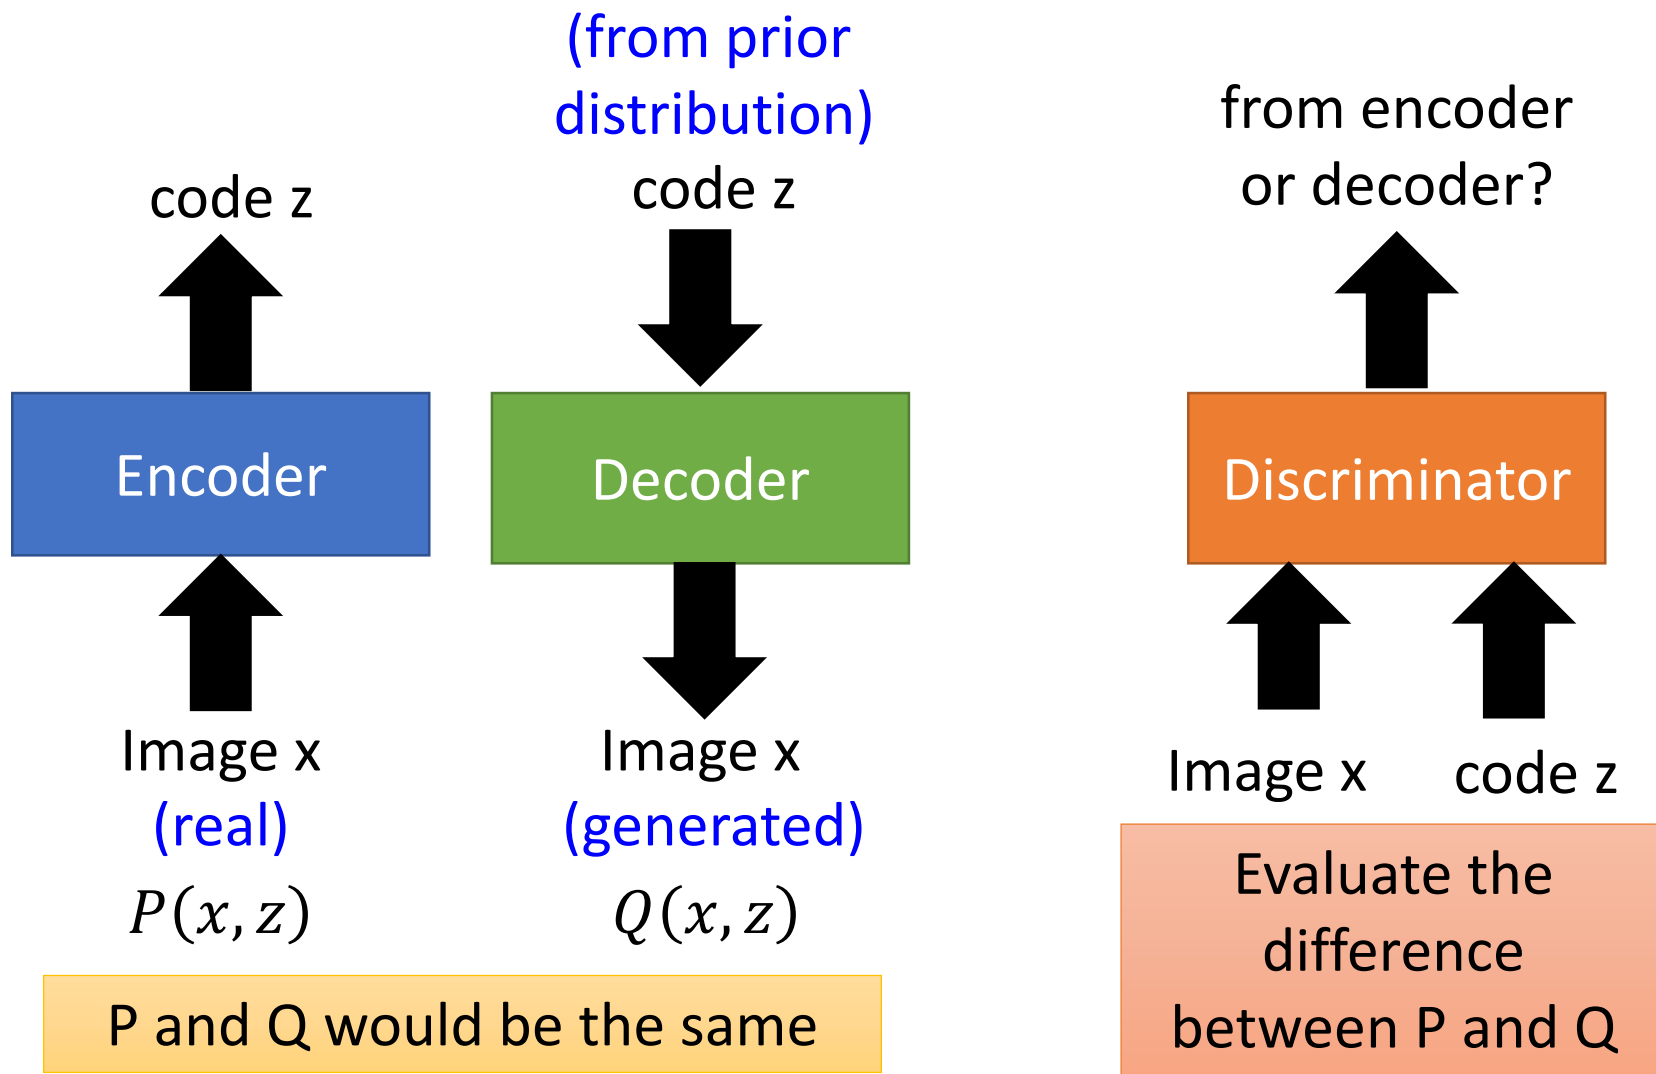 code z
Encoder
Image x
(real)
P(x, z)
(from prior
distribution)
code z
Decoder
Image x
(generated)
Q(x, z)
P and Q would be the same
from encoder
or decoder?
Discriminator
Image x
code z
Evaluate the
difference
between P and Q